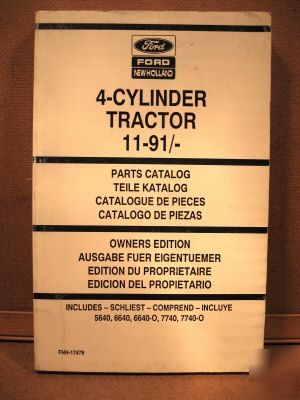 Ford
FORD
NEW HOLLAND
4-CYLINDER
TRACTOR
11-91/-
PARTS CATALOG
TEILE KATALOG
CATALOGUE DE PIECES
CATALOGO DE PIEZAS
OWNERS EDITION
AUSGABE FUER EIGENTUEMER
EDITION DU PROPRIETAIRE
EDICION DEL PROPIETARIO
INCLUDES – SCHLIEST – COMPREND – INCLUYE
5640, 6640, 6640-O, 7740, 7740-O
FNH-17479